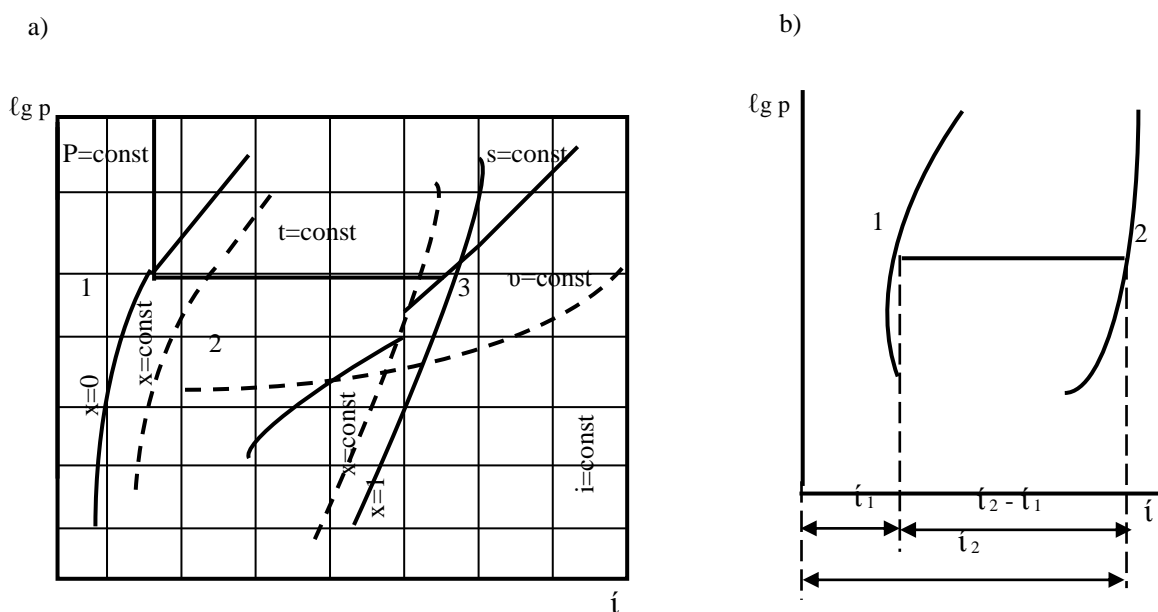 a)
b)
ℓg p
P=const
s=const
t=const
1
3
υ=const
x=const
2
x=0
x=const
x=1
i=const
í
ℓg p
1
2
í₁
í₂ - í₁
í
í₂